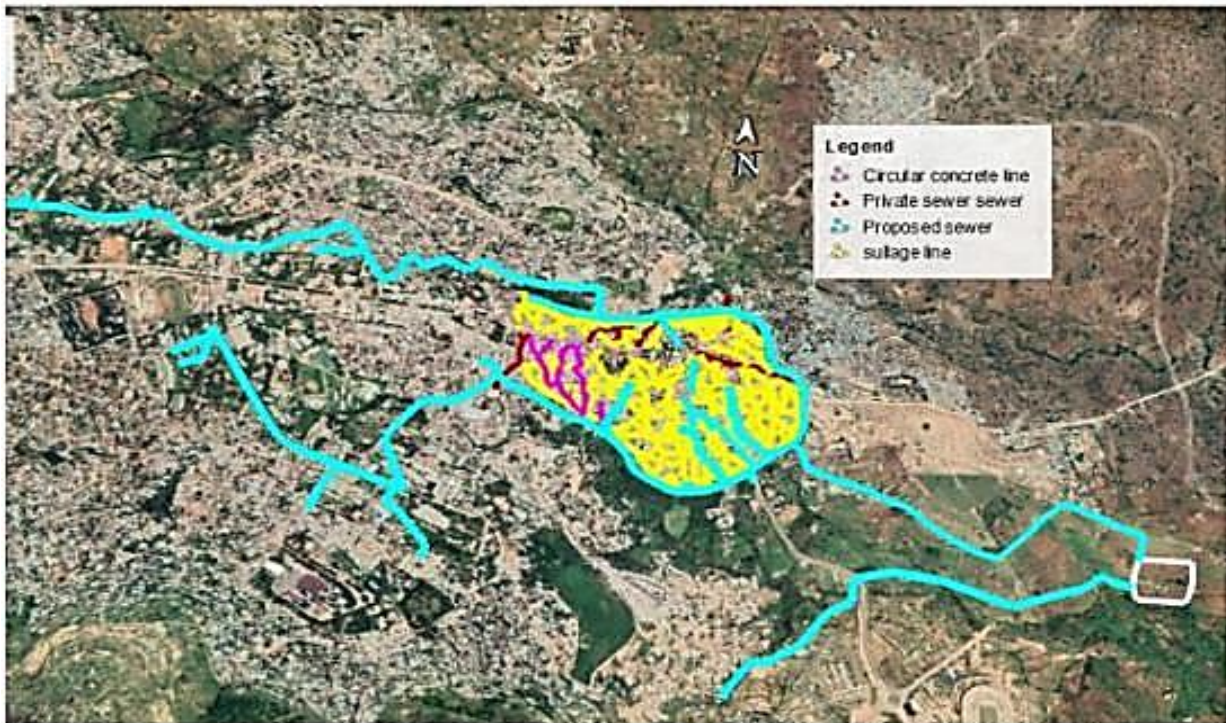 N
Legend
Circular concrete line
Private sewer sewer
Proposed sewer
sullage line